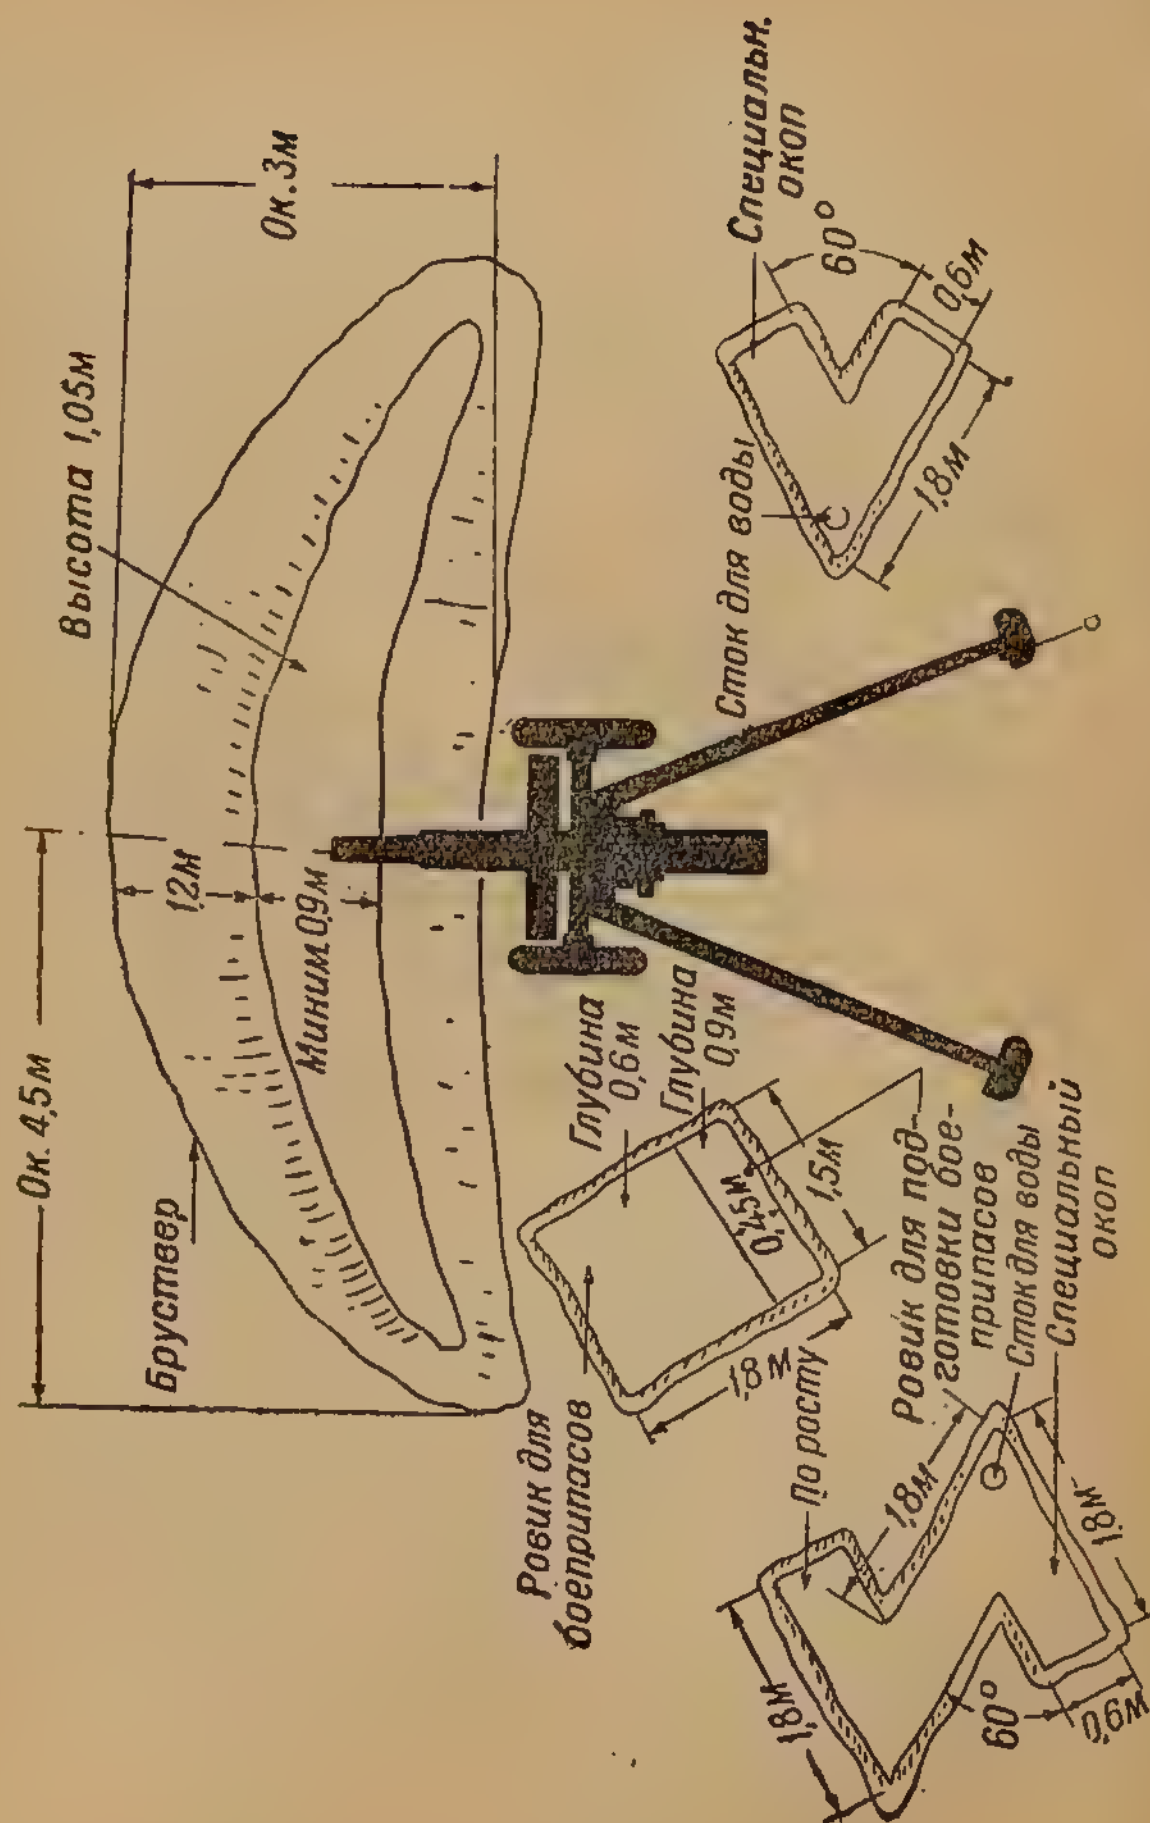 Ок. 4,5м
Бруствер
Высота 1,05м
Ок. 3м
1,2м
Миним. 0,9м
Специальн.
окоп
60°
0,6м
1,8м
Сток для воды
Глубина
0,6м
Глубина
0,9м
0,45м
1,5м
1,8м
Ровик для
боеприпасов
По росту
Ровик для под-
готовки бое-
припасов
Сток для воды
Специальный
окоп
1,8м
1,8м
1,8м
60°
0,6м